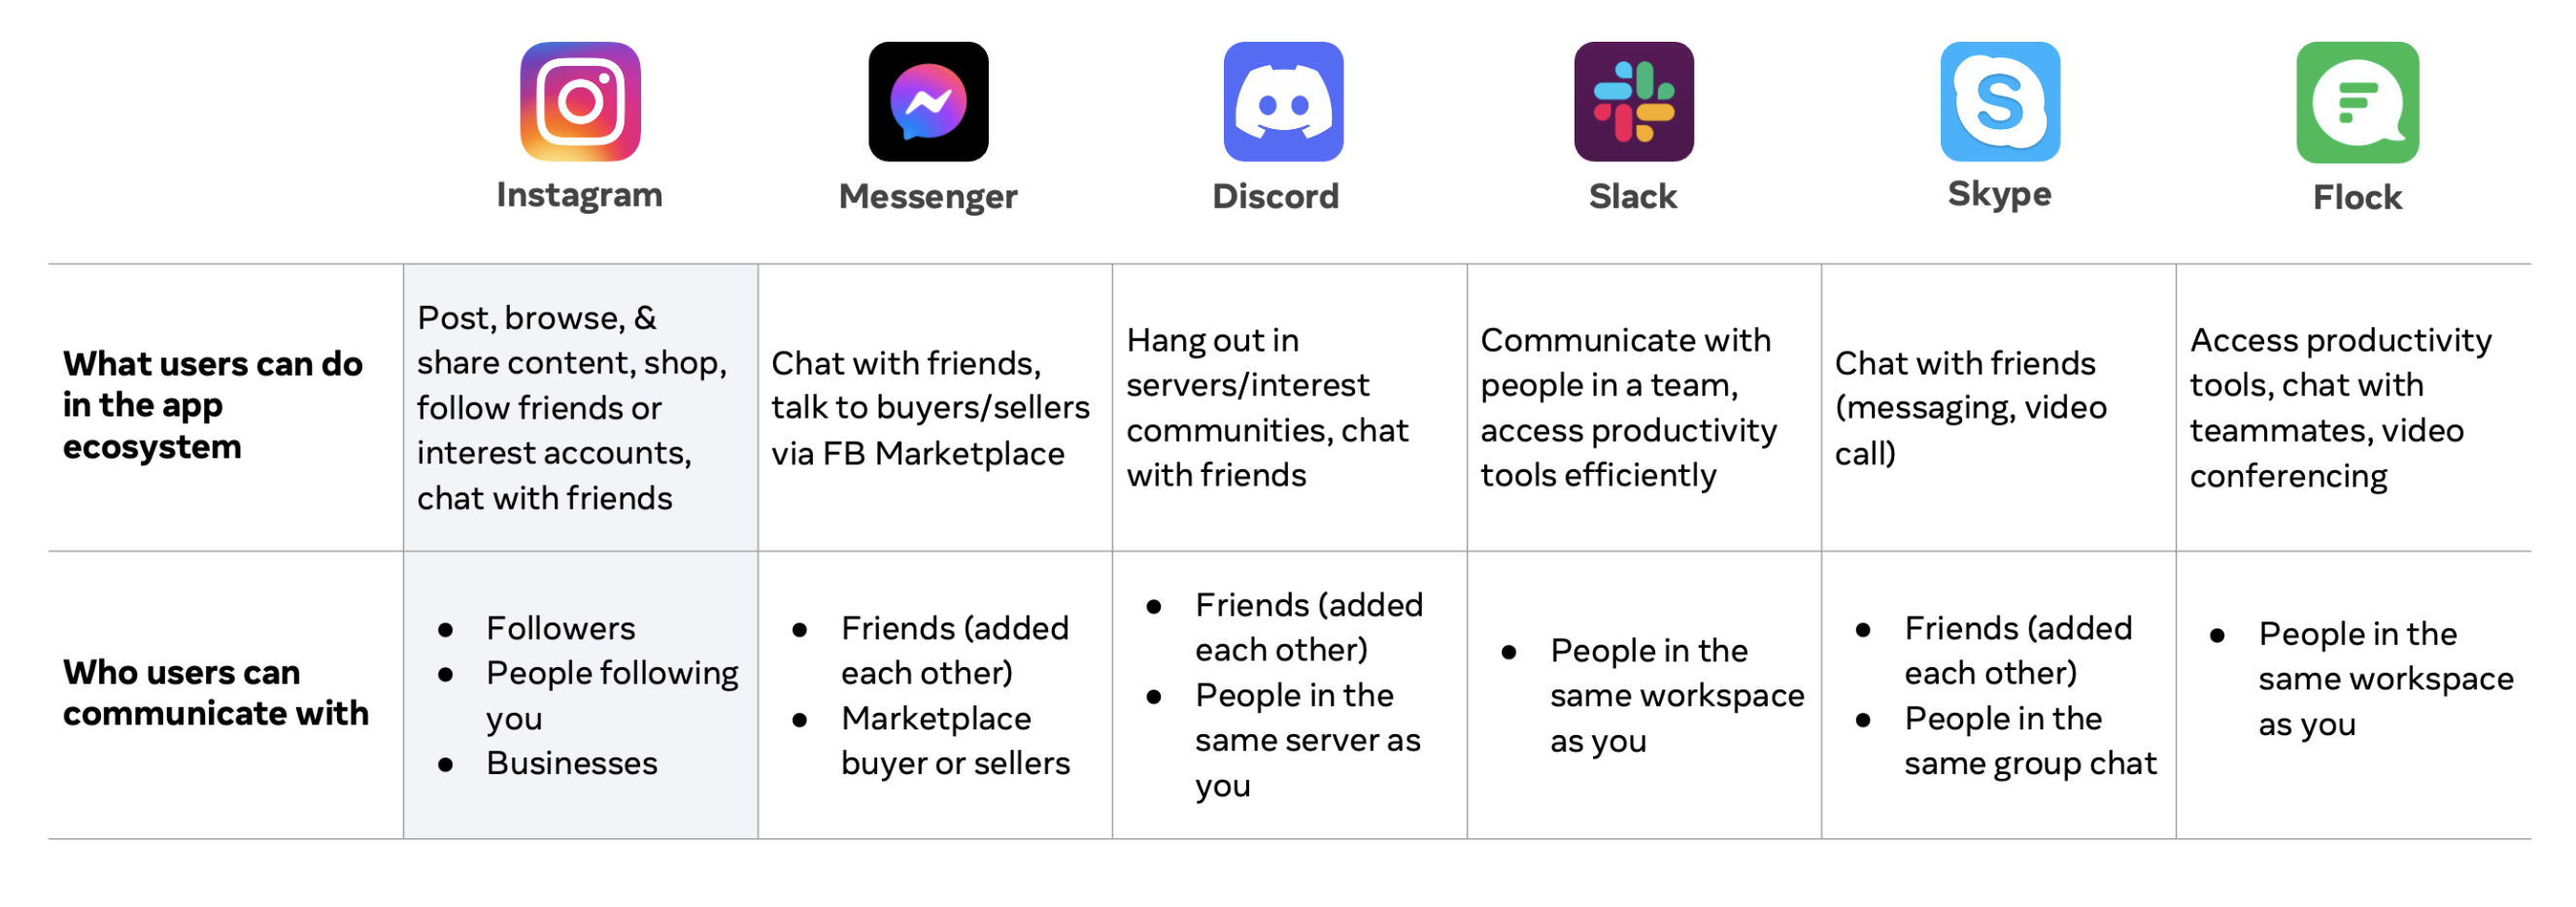 Instagram
Messenger
Discord
Slack
Skype
Flock
What users can do
in the app
ecosystem
Post, browse, &
share content, shop,
follow friends or
interest accounts,
chat with friends
Chat with friends,
talk to buyers/sellers
via FB Marketplace
Hang out in
servers/interest
communities, chat
with friends
Communicate with
people in a team,
access productivity
tools efficiently
Chat with friends
(messaging, video
call)
Access productivity
tools, chat with
teammates, video
conferencing
Who users can
communicate with
● Followers
● People following
you
● Businesses
● Friends (added
each other)
● Marketplace
buyer or sellers
● Friends (added
each other)
● People in the
same server as
you
● People in the
same workspace
as you
● Friends (added
each other)
● People in the
same group chat
● People in the
same workspace
as you